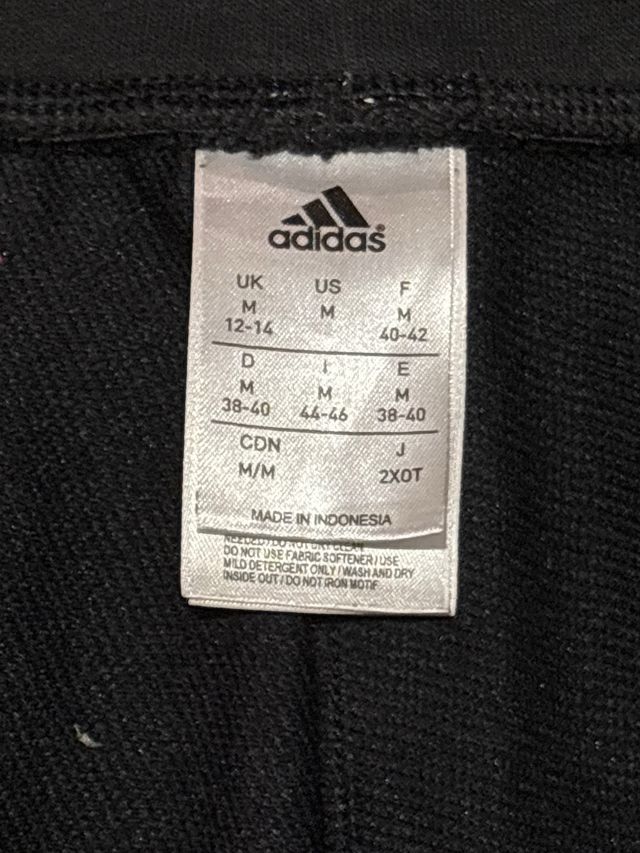 adidas®
UK US F
M M M
12-14 40-42
D I E
M M M
38-40 44-46 38-40
CDN J
M/M 2XOT
MADE IN INDONESIA
DO NOT USE FABRIC SOFTENER / USE
MILD DETERGENT ONLY / WASH AND DRY
INSIDE OUT / DO NOT IRON MOTIF